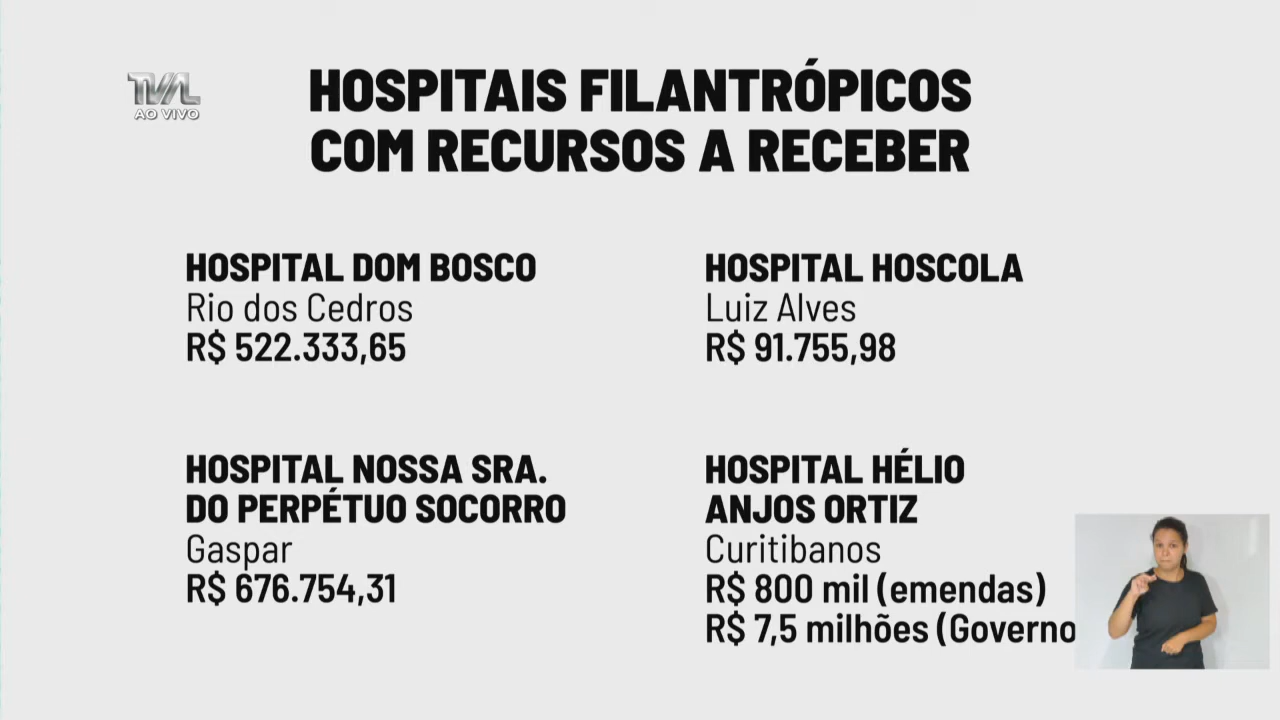 TVAL
AO VIVO
HOSPITAIS FILANTRÓPICOS
COM RECURSOS A RECEBER
HOSPITAL DOM BOSCO
Rio dos Cedros
R$ 522.333,65
HOSPITAL HOSCOLA
Luiz Alves
R$ 91.755,98
HOSPITAL NOSSA SRA.
DO PERPÉTUO SOCORRO
Gaspar
R$ 676.754,31
HOSPITAL HÉLIO
ANJOS ORTIZ
Curitibanos
R$ 800 mil (emendas)
R$ 7,5 milhões (Governo